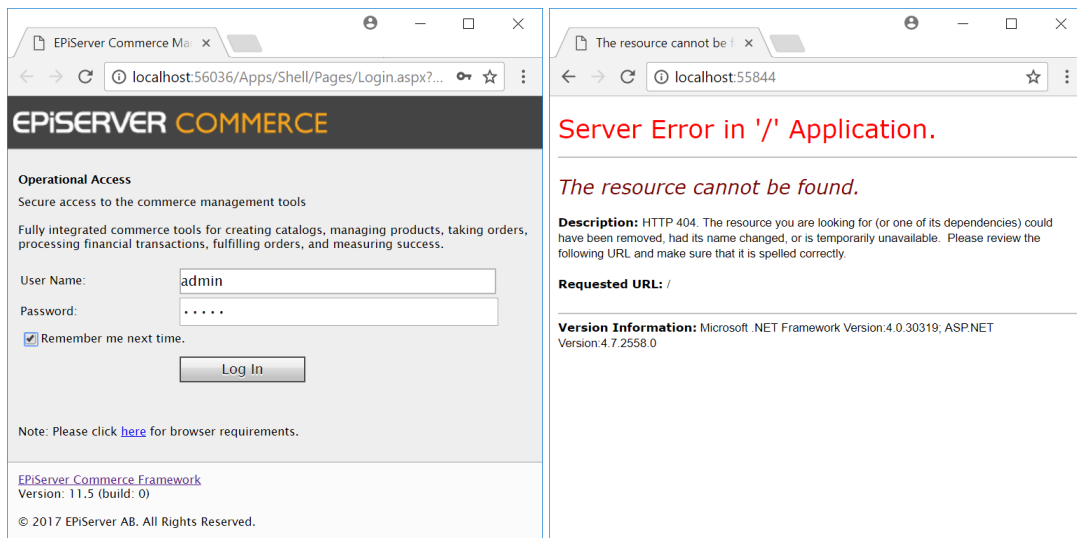 EPiServer Commerce Ma
localhost:56036/Apps/Shell/Pages/Login.aspx?...
EPiSERVER COMMERCE
Operational Access
Secure access to the commerce management tools
Fully integrated commerce tools for creating catalogs, managing products, taking orders,
processing financial transactions, fulfilling orders, and measuring success.
User Name:
admin
Password:
•••••
Remember me next time.
Log In
Note: Please click here for browser requirements.
EPiServer Commerce Framework
Version: 11.5 (build: 0)
© 2017 EPiServer AB. All Rights Reserved.
The resource cannot be f
localhost:55844
Server Error in '/' Application.
The resource cannot be found.
Description: HTTP 404. The resource you are looking for (or one of its dependencies) could
have been removed, had its name changed, or is temporarily unavailable. Please review the
following URL and make sure that it is spelled correctly.
Requested URL: /
Version Information: Microsoft .NET Framework Version:4.0.30319; ASP.NET
Version:4.7.2558.0